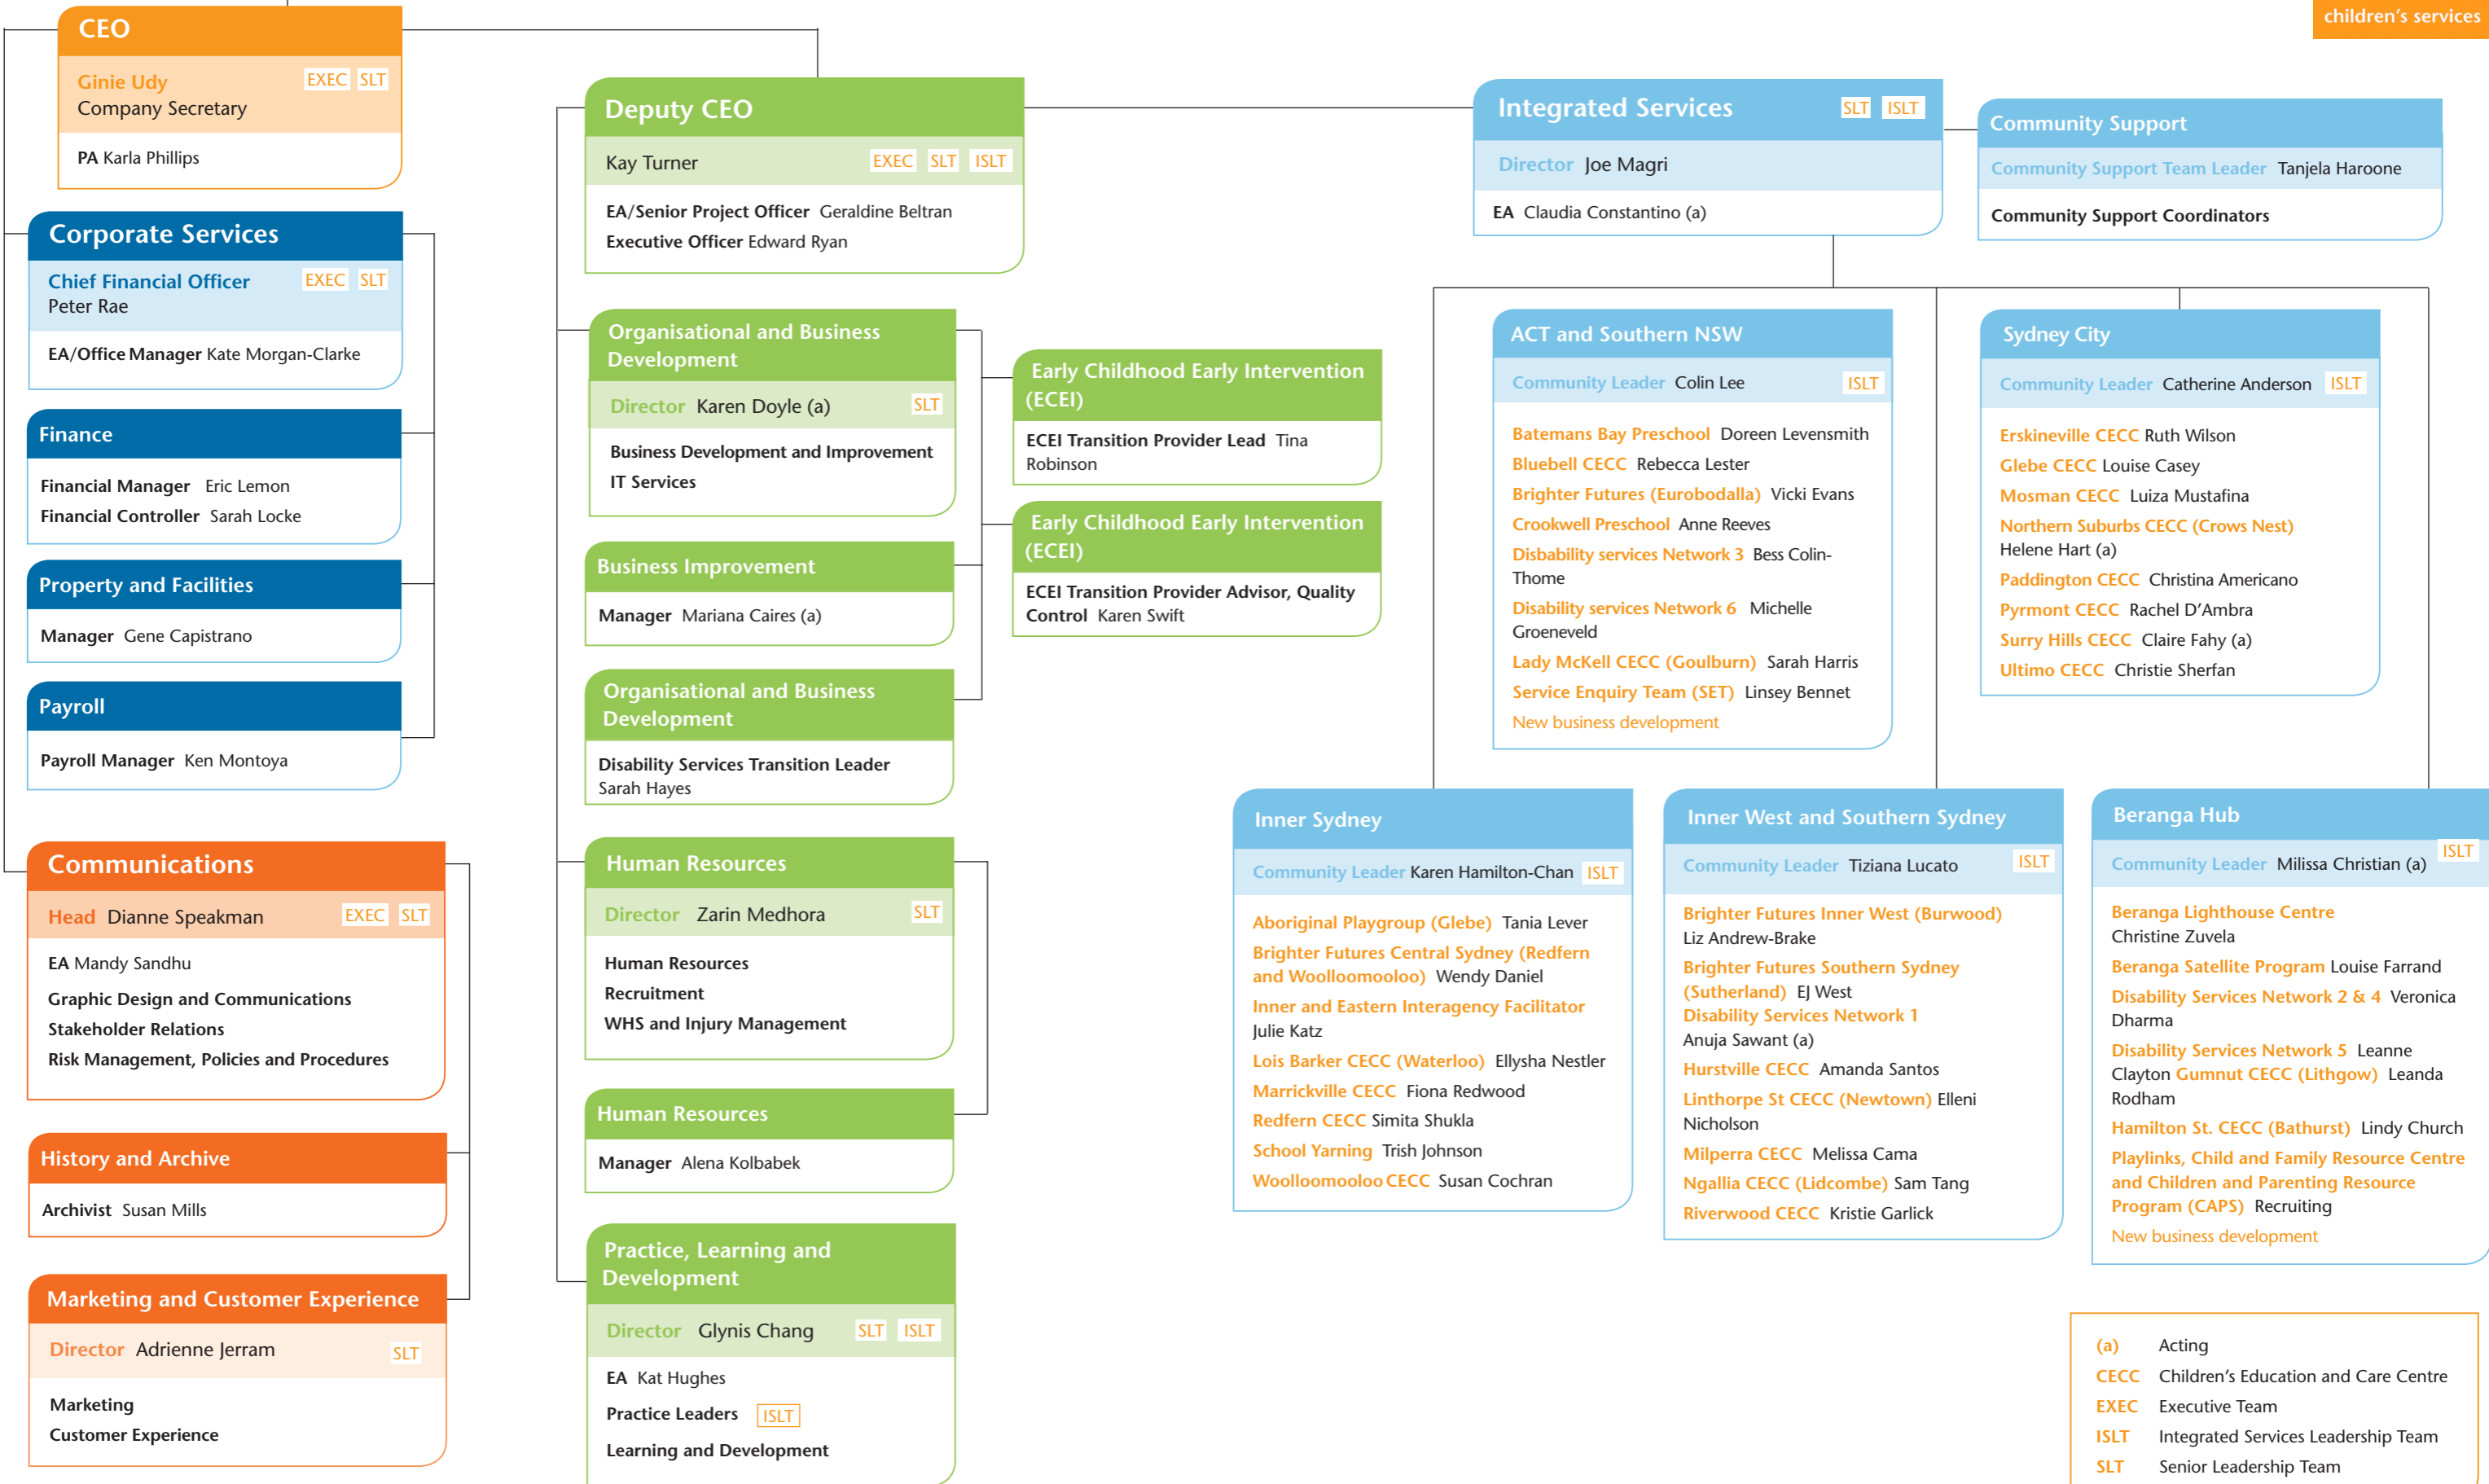 children's services
CEO
Ginie Udy EXEC SLT
Company Secretary
PA Karla Phillips
Corporate Services
Chief Financial Officer EXEC SLT
Peter Rae
EA/Office Manager Kate Morgan-Clarke
Finance
Financial Manager Eric Lemon
Financial Controller Sarah Locke
Property and Facilities
Manager Gene Capistrano
Payroll
Payroll Manager Ken Montoya
Communications
Head Dianne Speakman EXEC SLT
EA Mandy Sandhu
Graphic Design and Communications
Stakeholder Relations
Risk Management, Policies and Procedures
History and Archive
Archivist Susan Mills
Marketing and Customer Experience
Director Adrienne Jerram SLT
Marketing
Customer Experience
Deputy CEO
Kay Turner EXEC SLT ISLT
EA/Senior Project Officer Geraldine Beltran
Executive Officer Edward Ryan
Organisational and Business
Development
Director Karen Doyle (a) SLT
Business Development and Improvement
IT Services
Business Improvement
Manager Mariana Caires (a)
Organisational and Business
Development
Disability Services Transition Leader
Sarah Hayes
Early Childhood Early Intervention
(ECEI)
ECEI Transition Provider Lead Tina
Robinson
Early Childhood Early Intervention
(ECEI)
ECEI Transition Provider Advisor, Quality
Control Karen Swift
Human Resources
Director Zarin Medhora SLT
Human Resources
Recruitment
WHS and Injury Management
Human Resources
Manager Alena Kolbabek
Practice, Learning and
Development
Director Glynis Chang SLT ISLT
EA Kat Hughes
Practice Leaders ISLT
Learning and Development
Integrated Services SLT ISLT
Director Joe Magri
EA Claudia Constantino (a)
Community Support
Community Support Team Leader Tanjela Haroone
Community Support Coordinators
ACT and Southern NSW
Community Leader Colin Lee ISLT
Batemans Bay Preschool Doreen Levensmith
Bluebell CECC Rebecca Lester
Brighter Futures (Eurobodalla) Vicki Evans
Crookwell Preschool Anne Reeves
Disbability services Network 3 Bess Colin-
Thome
Disability services Network 6 Michelle
Groeneveld
Lady McKell CECC (Goulburn) Sarah Harris
Service Enquiry Team (SET) Linsey Bennet
New business development
Sydney City
Community Leader Catherine Anderson ISLT
Erskineville CECC Ruth Wilson
Glebe CECC Louise Casey
Mosman CECC Luiza Mustafina
Northern Suburbs CECC (Crows Nest)
Helene Hart (a)
Paddington CECC Christina Americano
Pyrmont CECC Rachel D'Ambra
Surry Hills CECC Claire Fahy (a)
Ultimo CECC Christie Sherfan
Inner Sydney
Community Leader Karen Hamilton-Chan ISLT
Aboriginal Playgroup (Glebe) Tania Lever
Brighter Futures Central Sydney (Redfern
and Woolloomooloo) Wendy Daniel
Inner and Eastern Interagency Facilitator
Julie Katz
Lois Barker CECC (Waterloo) Ellysha Nestler
Marrickville CECC Fiona Redwood
Redfern CECC Simita Shukla
School Yarning Trish Johnson
Woolloomooloo CECC Susan Cochran
Inner West and Southern Sydney
Community Leader Tiziana Lucato ISLT
Brighter Futures Inner West (Burwood)
Liz Andrew-Brake
Brighter Futures Southern Sydney
(Sutherland) EJ West
Disability Services Network 1
Anuja Sawant (a)
Hurstville CECC Amanda Santos
Linthorpe St CECC (Newtown) Elleni
Nicholson
Milperra CECC Melissa Cama
Ngallia CECC (Lidcombe) Sam Tang
Riverwood CECC Kristie Garlick
Beranga Hub
Community Leader Milissa Christian (a) ISLT
Beranga Lighthouse Centre
Christine Zuvela
Beranga Satellite Program Louise Farrand
Disability Services Network 2 & 4 Veronica
Dharma
Disability Services Network 5 Leanne
Clayton Gumnut CECC (Lithgow) Leanda
Rodham
Hamilton St. CECC (Bathurst) Lindy Church
Playlinks, Child and Family Resource Centre
and Children and Parenting Resource
Program (CAPS) Recruiting
New business development
(a) Acting
CECC Children's Education and Care Centre
EXEC Executive Team
ISLT Integrated Services Leadership Team
SLT Senior Leadership Team